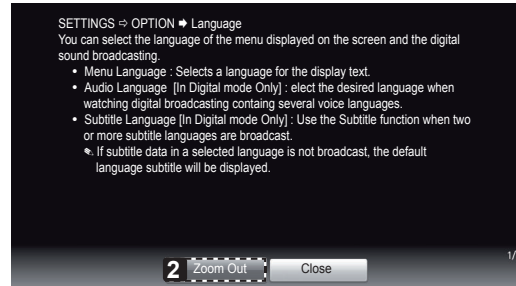 SETTINGS ⇨ OPTION ➡ Language
You can select the language of the menu displayed on the screen and the digital
sound broadcasting.
• Menu Language : Selects a language for the display text.
• Audio Language [In Digital mode Only] : elect the desired language when
watching digital broadcasting containg several voice languages.
• Subtitle Language [In Digital mode Only] : Use the Subtitle function when two
or more subtitle languages are broadcast.
If subtitle data in a selected language is not broadcast, the default
language subtitle will be displayed.
1/
2 Zoom Out Close